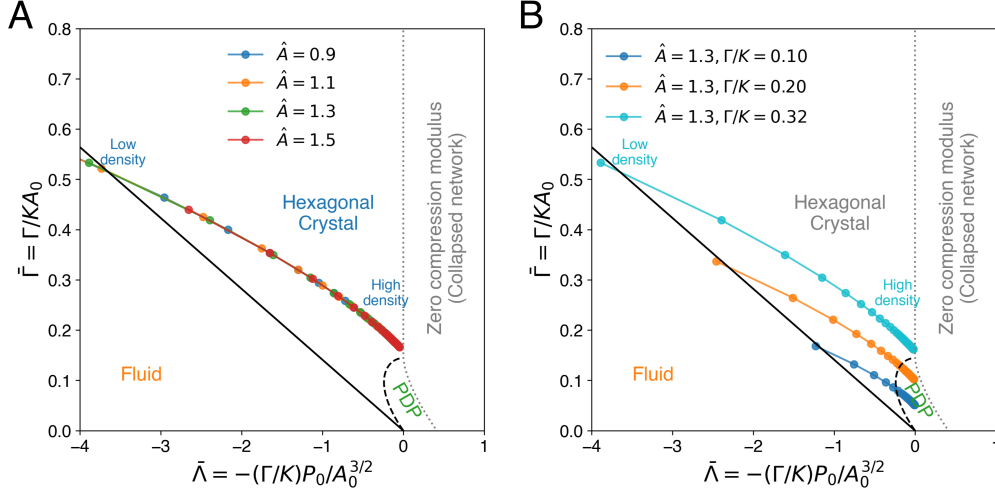 A
0.8
0.7
0.6
0.5
0.4
0.3
0.2
0.1
0.0
Γ̄ = Γ/KA₀
Â = 0.9
Â = 1.1
Â = 1.3
Â = 1.5
Low
density
Hexagonal
Crystal
High
density
Zero compression modulus
(Collapsed network)
Fluid
PDP
−4
−3
−2
−1
0
1
Λ̄ = −(Γ/K)P₀/A₀^{3/2}
B
0.8
0.7
0.6
0.5
0.4
0.3
0.2
0.1
0.0
Γ̄ = Γ/KA₀
Â = 1.3, Γ/K = 0.10
Â = 1.3, Γ/K = 0.20
Â = 1.3, Γ/K = 0.32
Low
density
Hexagonal
Crystal
High
density
Zero compression modulus
(Collapsed network)
Fluid
PDP
−4
−3
−2
−1
0
1
Λ̄ = −(Γ/K)P₀/A₀^{3/2}